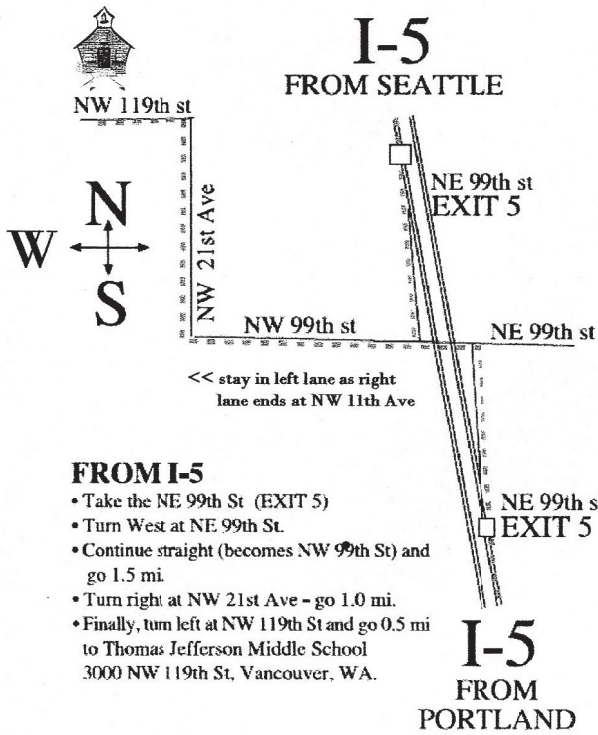 I-5
FROM SEATTLE
NW 119th st
NE 99th st
EXIT 5
N
W
S
NW 21st Ave
NW 99th st
NE 99th st
<< stay in left lane as right
lane ends at NW 11th Ave
FROM I-5
• Take the NE 99th St (EXIT 5)
• Turn West at NE 99th St.
• Continue straight (becomes NW 99th St) and
go 1.5 mi.
• Turn right at NW 21st Ave – go 1.0 mi.
• Finally, turn left at NW 119th St and go 0.5 mi
to Thomas Jefferson Middle School
3000 NW 119th St, Vancouver, WA.
NE 99th s
EXIT 5
I-5
FROM
PORTLAND